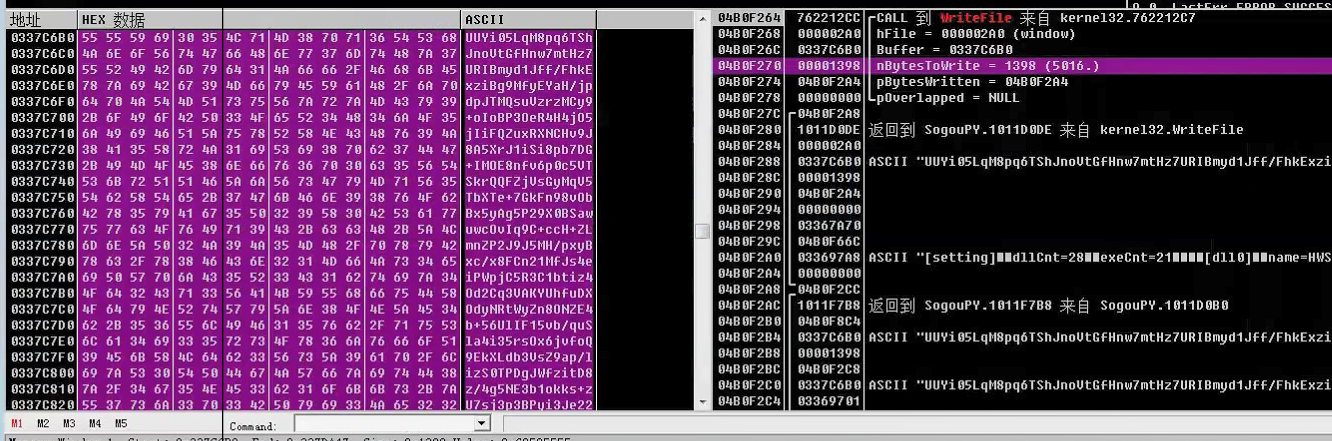 LastErr ERROR_SUCCES
地址 HEX 数据 ASCII
0337C6B0 55 55 59 69 30 35 4C 71 4D 38 70 71 36 54 53 68 UUYi05LqM8pq6TSh
0337C6C0 4A 6E 6F 56 74 47 66 48 6E 77 37 6D 74 48 7A 37 JnoVtGfHnw7mtHz7
0337C6D0 55 52 49 42 6D 79 64 31 4A 66 66 2F 46 68 6B 45 URIBmyd1Jff/FhkE
0337C6E0 78 7A 69 42 67 39 4D 66 79 45 59 61 48 2F 6A 70 xziBg9MfyEYaH/jp
0337C6F0 64 70 4A 54 4D 51 73 75 56 7A 72 7A 4D 43 79 39 dpJTMQsuVzrzMCy9
0337C700 2B 6F 49 6F 42 50 33 4F 65 52 34 48 34 6A 4F 35 +oIoBP3OeR4H4jO5
0337C710 6A 49 69 46 51 5A 75 78 52 58 4E 43 48 76 39 4A jIiFQZuxRXNCHv9J
0337C720 38 41 35 58 72 4A 31 69 53 69 38 70 62 37 44 47 8A5XrJ1iSi8pb7DG
0337C730 2B 49 4D 4F 45 38 6E 66 76 36 70 30 63 35 56 54 +IMOE8nfv6p0c5VT
0337C740 53 6B 72 51 51 46 5A 6A 56 73 47 79 4D 71 56 35 SkrQQFZjVsGyMqV5
0337C750 54 62 58 54 65 2B 37 47 6B 46 6E 39 38 76 4F 62 TbXTe+7GkFn98vOb
0337C760 42 78 35 79 41 67 35 50 32 39 58 30 42 53 61 77 Bx5yAg5P29X0BSaw
0337C770 75 77 63 4F 76 49 71 39 43 2B 63 63 48 2B 5A 4C uwcOvIq9C+ccH+ZL
0337C780 6D 6E 5A 50 32 4A 39 4A 35 4D 48 2F 70 78 79 42 mnZP2J9J5MH/pxyB
0337C790 78 63 2F 78 38 46 43 6E 32 31 4D 66 4A 73 34 65 xc/x8FCn21MfJs4e
0337C7A0 69 50 57 70 6A 43 35 52 33 43 31 62 74 69 7A 34 iPWpjC5R3C1btiz4
0337C7B0 4F 64 32 43 71 33 56 41 4B 59 55 68 66 75 44 58 Od2Cq3VAKYUhfuDX
0337C7C0 4F 64 79 4E 52 74 57 79 5A 6E 38 4F 4E 5A 45 34 OdyNRtWyZn8ONZE4
0337C7D0 62 2B 35 36 55 6C 49 46 31 35 76 62 2F 71 75 53 b+56UlIF15vb/quS
0337C7E0 6C 61 34 69 33 35 72 73 4F 78 36 6A 76 66 6F 51 la4i35rsOx6jvfoQ
0337C7F0 39 45 6B 58 4C 64 62 33 56 73 5A 39 61 70 2F 6C 9EkXLdb3VsZ9ap/l
0337C800 69 7A 53 30 54 50 44 67 4A 57 66 7A 69 74 44 38 izS0TPDgJWfzitD8
0337C810 7A 2F 34 67 35 4E 45 33 62 31 6F 6B 6B 73 2B 7A z/4g5NE3b1okks+z
0337C820 55 37 73 6A 33 70 33 42 50 79 69 33 4A 65 32 32 U7sj3p3BPyi3Je22
M1 M2 M3 M4 M5 Command:
04B0F264 762212CC CALL 到 WriteFile 来自 kernel32.762212C7
04B0F268 000002A0 hFile = 000002A0 (window)
04B0F26C 0337C6B0 Buffer = 0337C6B0
04B0F270 00001398 nBytesToWrite = 1398 (5016.)
04B0F274 04B0F2A4 pBytesWritten = 04B0F2A4
04B0F278 00000000 pOverlapped = NULL
04B0F27C 04B0F2A8
04B0F280 1011D0DE 返回到 SogouPY.1011D0DE 来自 kernel32.WriteFile
04B0F284 000002A0
04B0F288 0337C6B0 ASCII "UUYi05LqM8pq6TShJnoVtGfHnw7mtHz7URIBmyd1Jff/FhkExzi
04B0F28C 00001398
04B0F290 04B0F2A4
04B0F294 00000000
04B0F298 03367A70
04B0F29C 04B0F66C
04B0F2A0 033697A8 ASCII "[setting]■■dllCnt=28■■exeCnt=21■■■■[dll0]■■name=HWS
04B0F2A4 00000000
04B0F2A8 04B0F2CC
04B0F2AC 1011F7B8 返回到 SogouPY.1011F7B8 来自 SogouPY.1011D0B0
04B0F2B0 04B0F8C4
04B0F2B4 0337C6B0 ASCII "UUYi05LqM8pq6TShJnoVtGfHnw7mtHz7URIBmyd1Jff/FhkExzi
04B0F2B8 00001398
04B0F2BC 04B0F2C8
04B0F2C0 0337C6B0 ASCII "UUYi05LqM8pq6TShJnoVtGfHnw7mtHz7URIBmyd1Jff/FhkExzi
04B0F2C4 03369701